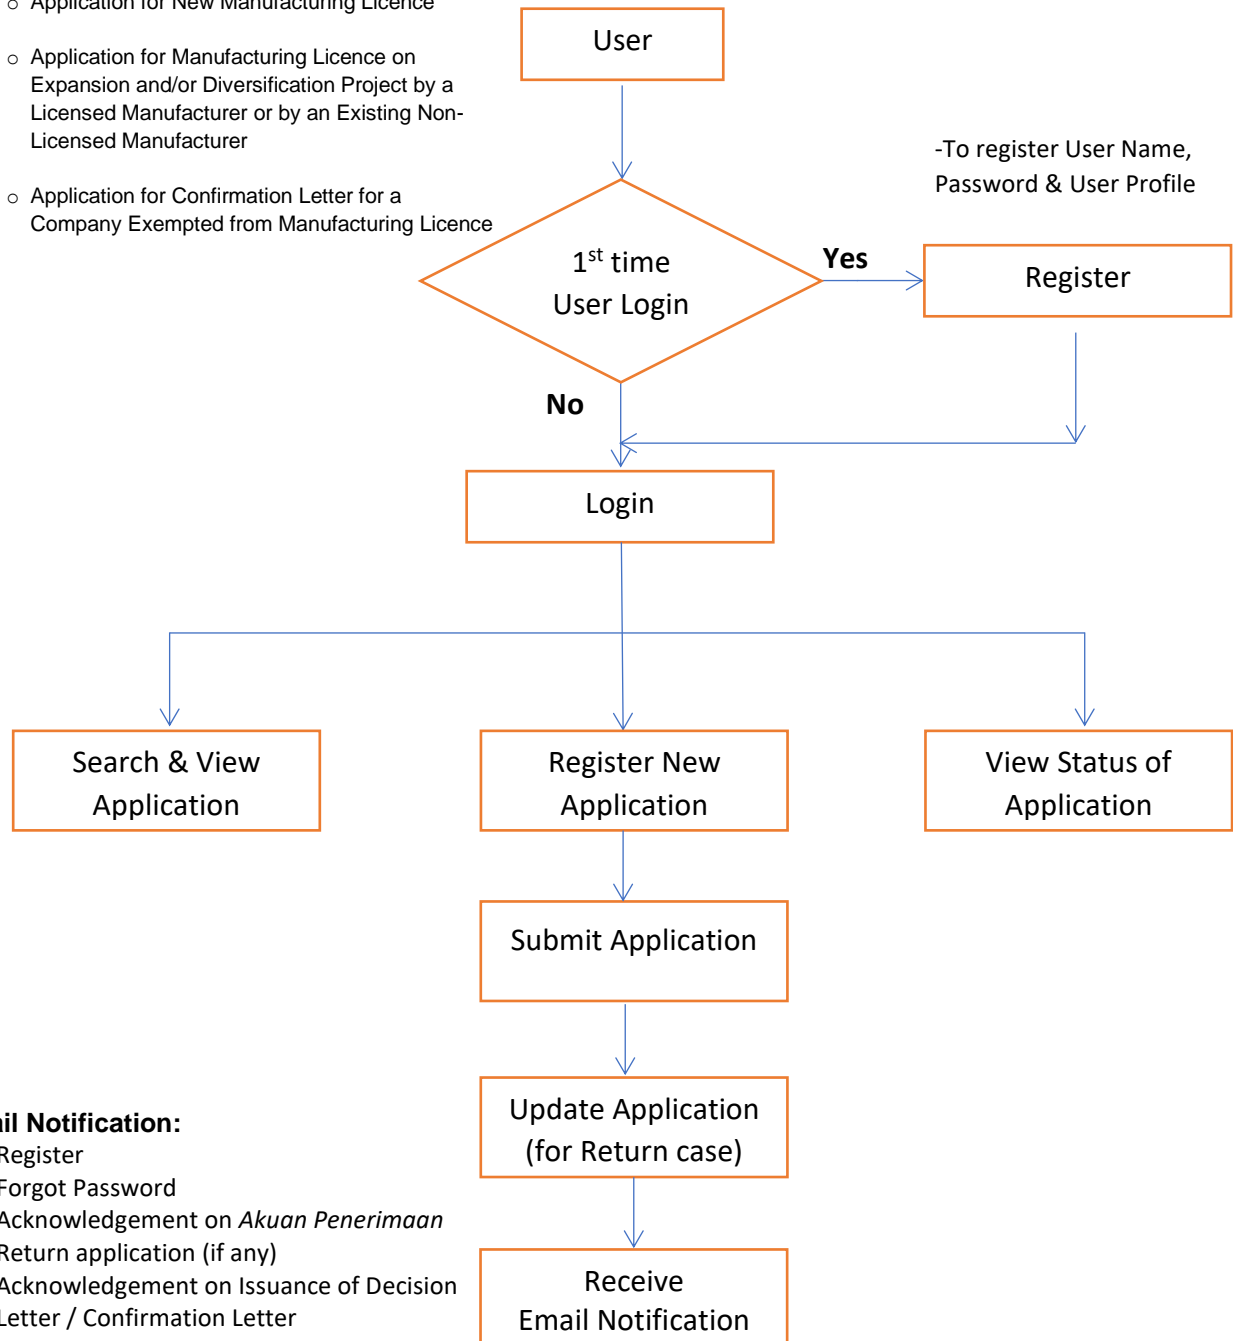 ○ Application for New Manufacturing Licence
○ Application for Manufacturing Licence on
Expansion and/or Diversification Project by a
Licensed Manufacturer or by an Existing Non-
Licensed Manufacturer
○ Application for Confirmation Letter for a
Company Exempted from Manufacturing Licence
User
-To register User Name,
Password & User Profile
1st time
User Login
Yes
Register
No
Login
Search & View
Application
Register New
Application
View Status of
Application
Submit Application
Update Application
(for Return case)
Receive
Email Notification
ail Notification:
Register
Forgot Password
Acknowledgement on Akuan Penerimaan
Return application (if any)
Acknowledgement on Issuance of Decision
Letter / Confirmation Letter